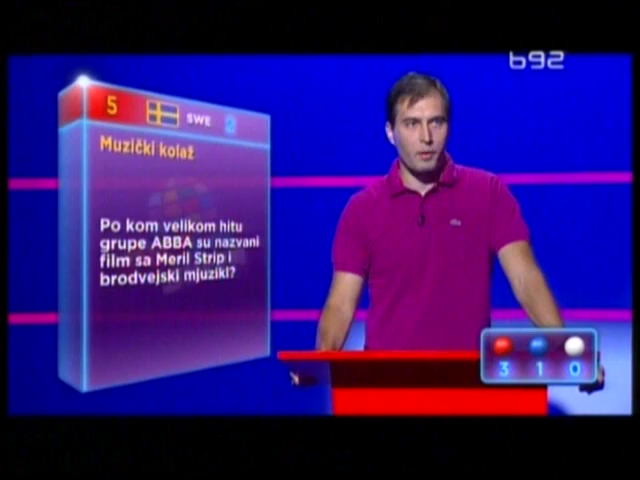 b92
5 SWE 2
Muzički kolaž
Po kom velikom hitu
grupe ABBA su nazvani
film sa Meril Strip i
brodvejski mjuzikl?
3 1 0